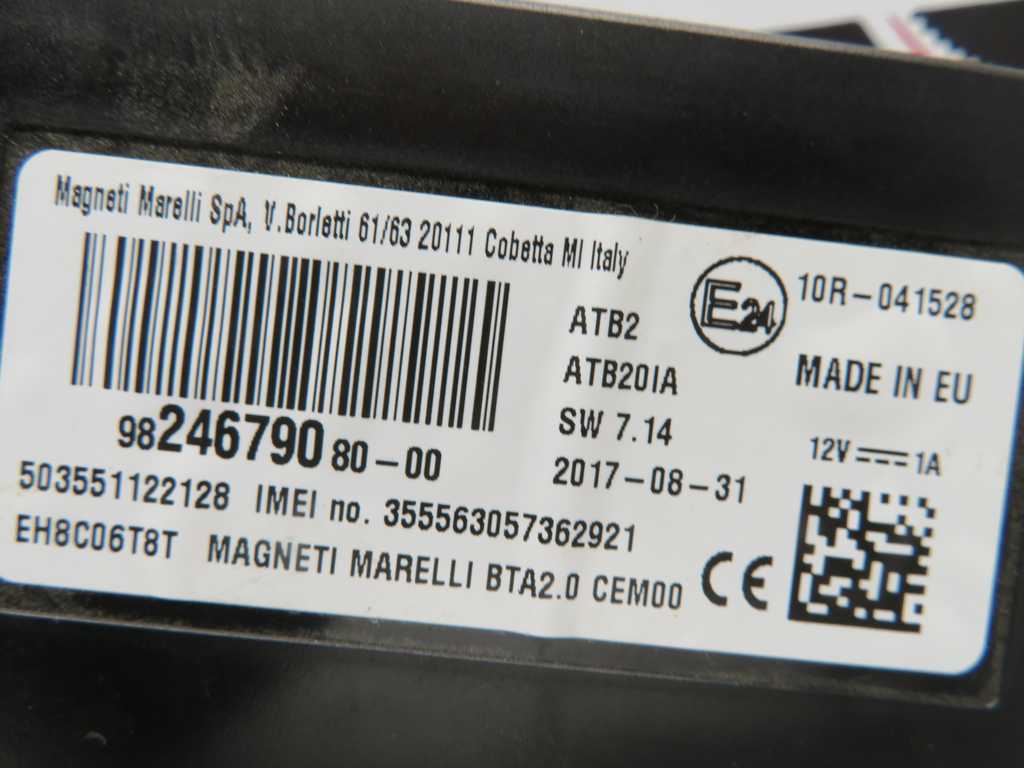 Magneti Marelli SpA, V.Borletti 61/63 20111 Cobetta MI Italy
ATB2
ATB20IA
SW 7.14
2017-08-31
E24
10R-041528
MADE IN EU
12V 1A
9824679080-00
503551122128 IMEI no. 355563057362921
EH8C06T8T MAGNETI MARELLI BTA2.0 CEM00 CE